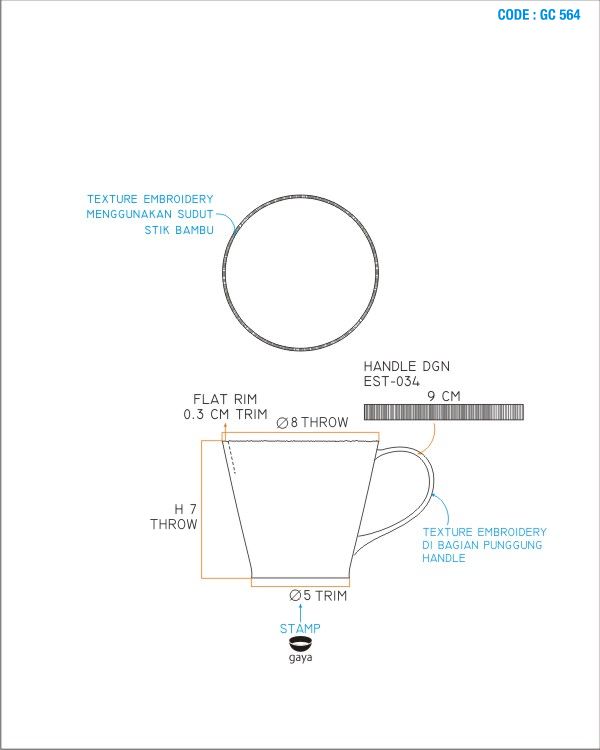 CODE : GC 564
TEXTURE EMBROIDERY
MENGGUNAKAN SUDUT
STIK BAMBU
HANDLE DGN
EST-034
9 CM
FLAT RIM
0.3 CM TRIM
Ø8 THROW
H 7
THROW
TEXTURE EMBROIDERY
DI BAGIAN PUNGGUNG
HANDLE
Ø5 TRIM
STAMP
gaya